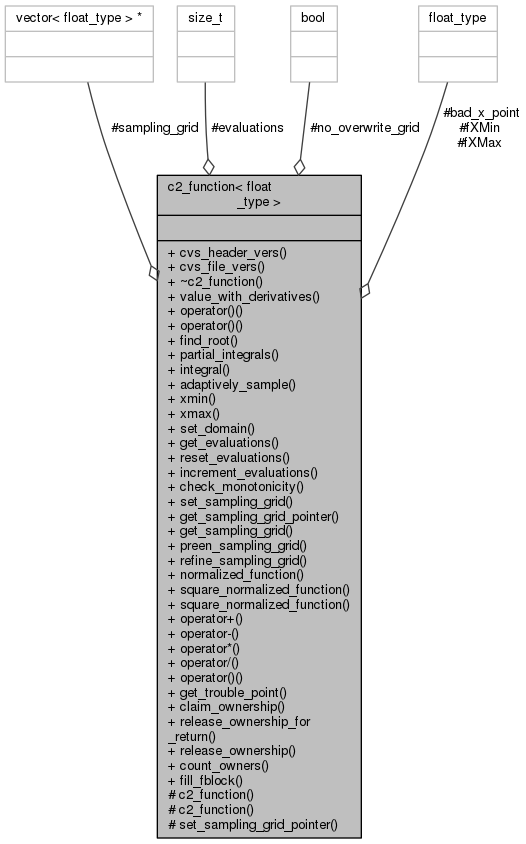 vector< float_type > *
size_t
bool
float_type
#sampling_grid
#evaluations
#no_overwrite_grid
#bad_x_point
#fXMin
#fXMax
c2_function< float
_type >
+ cvs_header_vers()
+ cvs_file_vers()
+ ~c2_function()
+ value_with_derivatives()
+ operator()()
+ operator()()
+ find_root()
+ partial_integrals()
+ integral()
+ adaptively_sample()
+ xmin()
+ xmax()
+ set_domain()
+ get_evaluations()
+ reset_evaluations()
+ increment_evaluations()
+ check_monotonicity()
+ set_sampling_grid()
+ get_sampling_grid_pointer()
+ get_sampling_grid()
+ preen_sampling_grid()
+ refine_sampling_grid()
+ normalized_function()
+ square_normalized_function()
+ square_normalized_function()
+ operator+()
+ operator-()
+ operator*()
+ operator/()
+ operator()()
+ get_trouble_point()
+ claim_ownership()
+ release_ownership_for
_return()
+ release_ownership()
+ count_owners()
+ fill_fblock()
# c2_function()
# c2_function()
# set_sampling_grid_pointer()